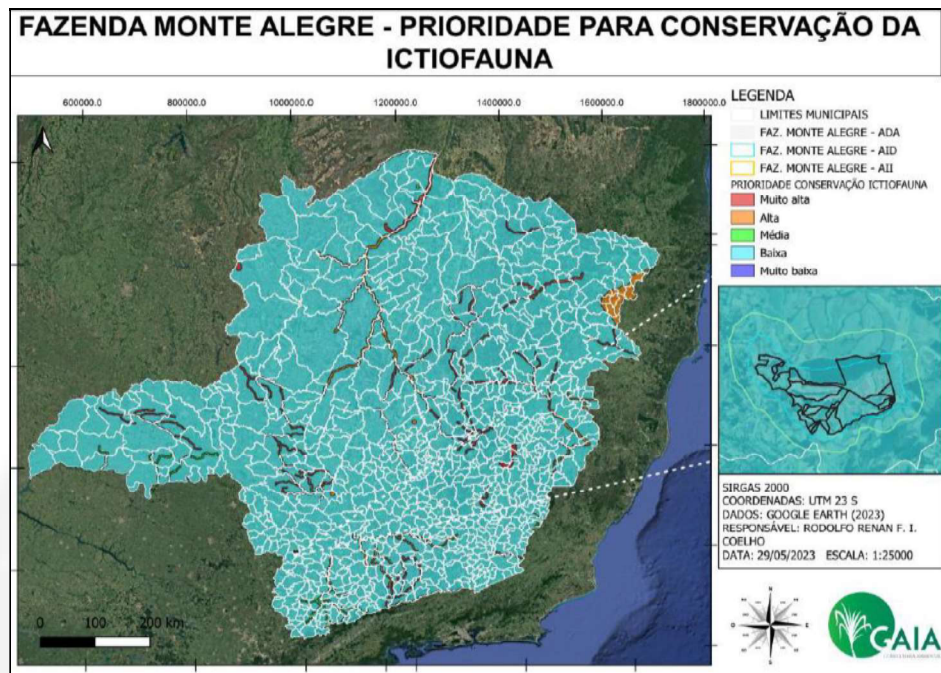 FAZENDA MONTE ALEGRE - PRIORIDADE PARA CONSERVAÇÃO DA
ICTIOFAUNA
600000.0 800000.0 1000000.0 1200000.0 1400000.0 1600000.0 1800000.0
LEGENDA
LIMITES MUNICIPAIS
FAZ. MONTE ALEGRE - ADA
FAZ. MONTE ALEGRE - AID
FAZ. MONTE ALEGRE - AII
PRIORIDADE CONSERVAÇÃO ICTIOFAUNA
Muito alta
Alta
Média
Baixa
Muito baixa
SIRGAS 2000
COORDENADAS: UTM 23 S
DADOS: GOOGLE EARTH (2023)
RESPONSÁVEL: RODOLFO RENAN F. I.
COELHO
DATA: 29/05/2023 ESCALA: 1:25000
0 100 200 km
N
O E
S
GAIA